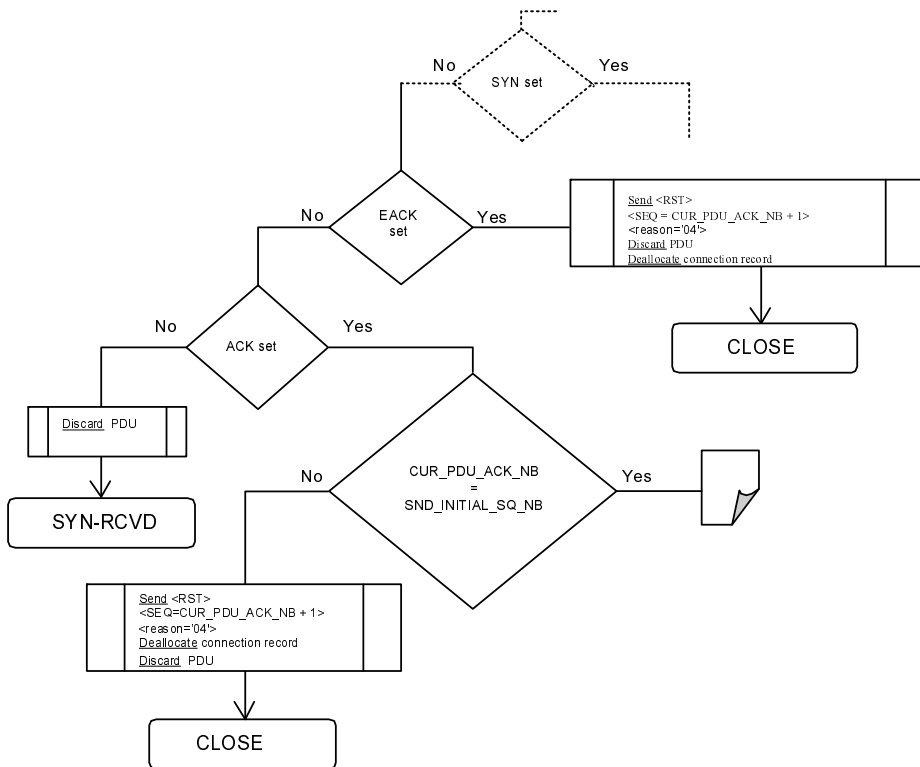 No
SYN set
Yes
No
EACK
set
Yes
Send <RST>
<SEQ = CUR_PDU_ACK_NB + 1>
<reason='04'>
Discard PDU
Deallocate connection record
CLOSE
No
ACK set
Yes
Discard PDU
SYN-RCVD
No
CUR_PDU_ACK_NB
=
SND_INITIAL_SQ_NB
Yes
Send <RST>
<SEQ=CUR_PDU_ACK_NB + 1>
<reason='04'>
Deallocate connection record
Discard PDU
CLOSE